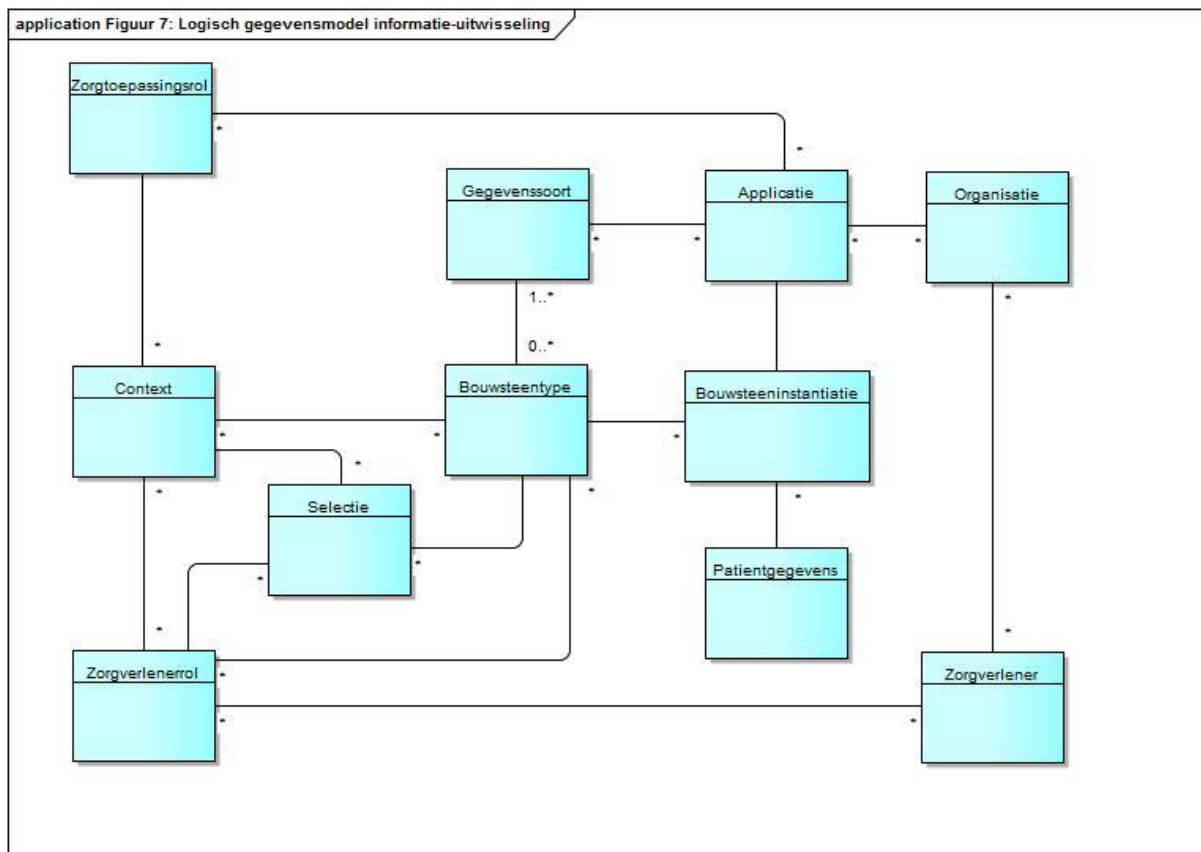 application Figuur 7: Logisch gegevensmodel informatie-uitwisseling
Zorgtoepassingsrol
*
*
Gegevenssoort
Applicatie
Organisatie
*
*
*
*
1..*
*
0..*
*
Context
Bouwsteentype
Bouwsteeninstantiatie
*
*
*
*
*
*
*
Selectie
*
*
*
Patientgegevens
*
*
Zorgverlenerrol
*
Zorgverlener
*
*